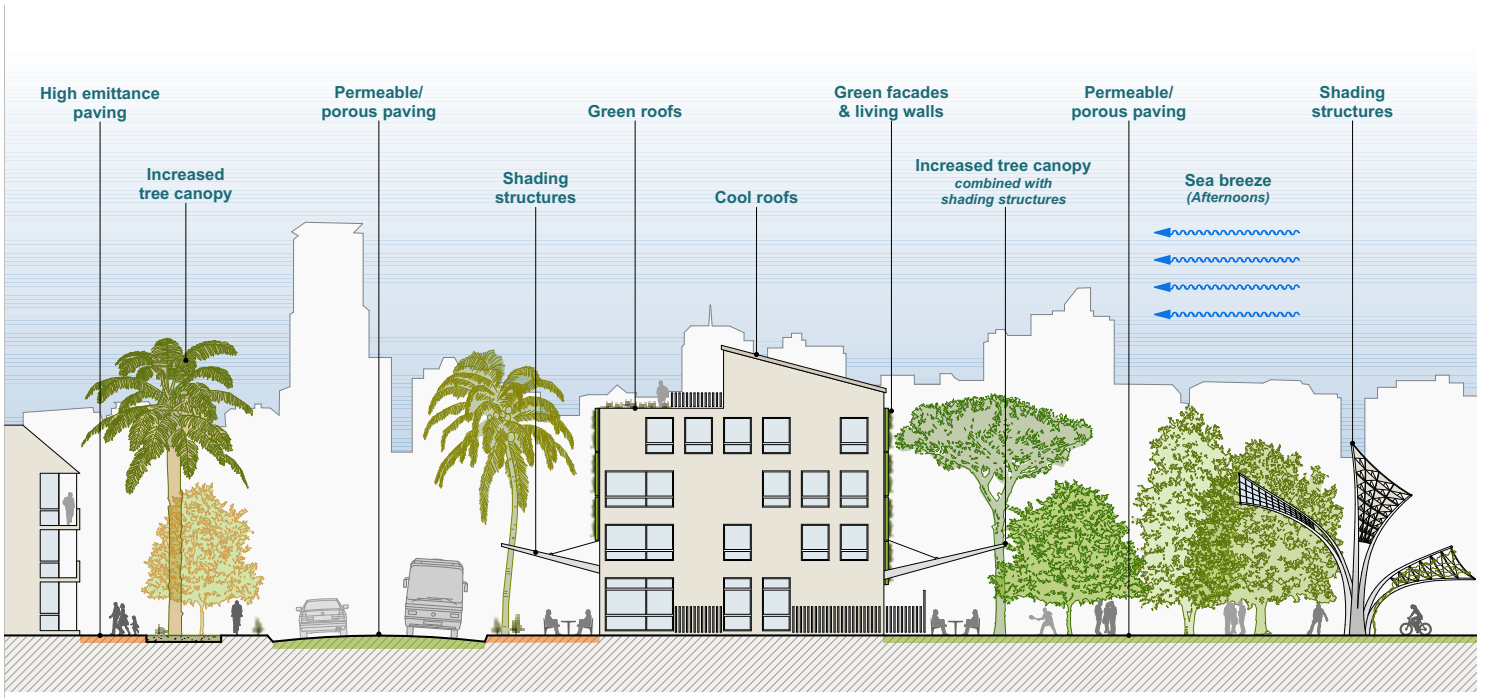 High emittance
paving
Increased
tree canopy
Permeable/
porous paving
Shading
structures
Green roofs
Cool roofs
Green facades
& living walls
Increased tree canopy
combined with
shading structures
Permeable/
porous paving
Sea breeze
(Afternoons)
Shading
structures